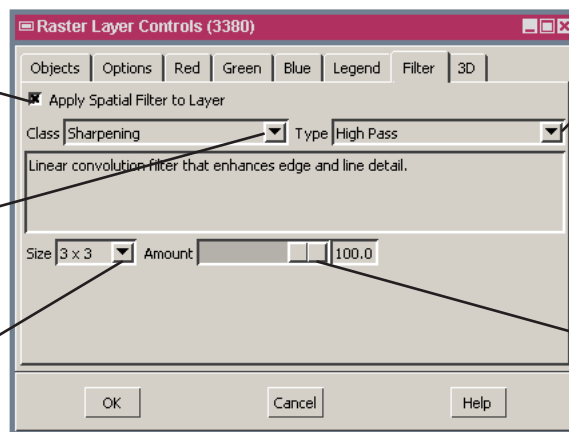 Raster Layer Controls (3380)
Objects Options Red Green Blue Legend Filter 3D
Apply Spatial Filter to Layer
Class Sharpening Type High Pass
Linear convolution filter that enhances edge and line detail.
Size 3 x 3 Amount 100.0
OK Cancel Help